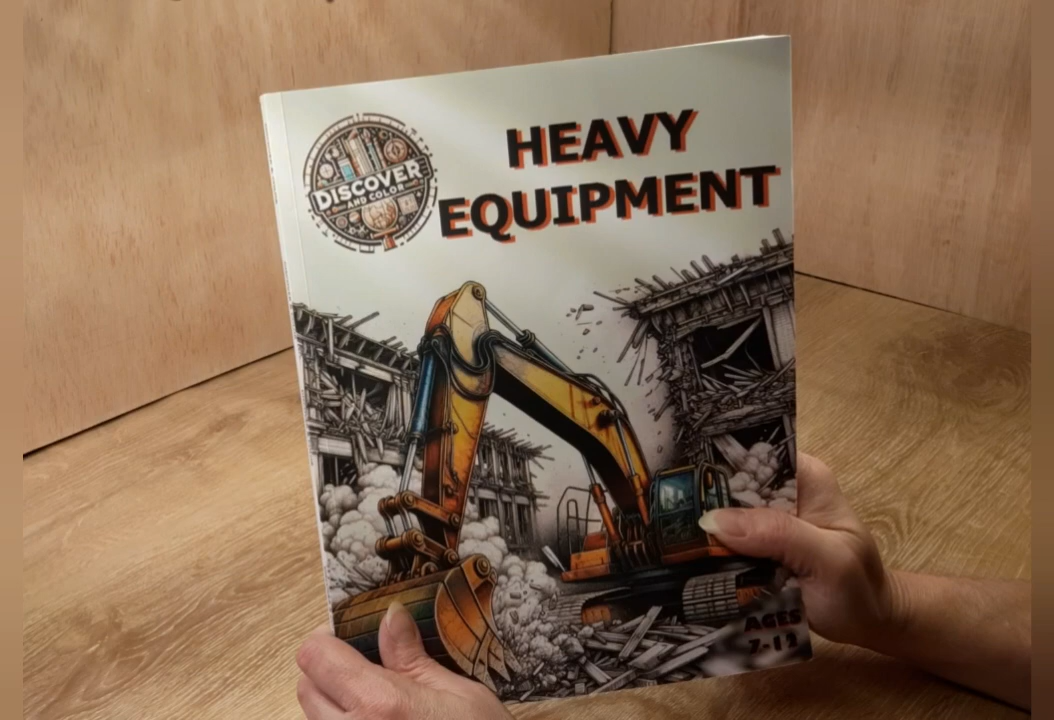 DISCOVER
AND COLOR
HEAVY
EQUIPMENT
AGES
7-12